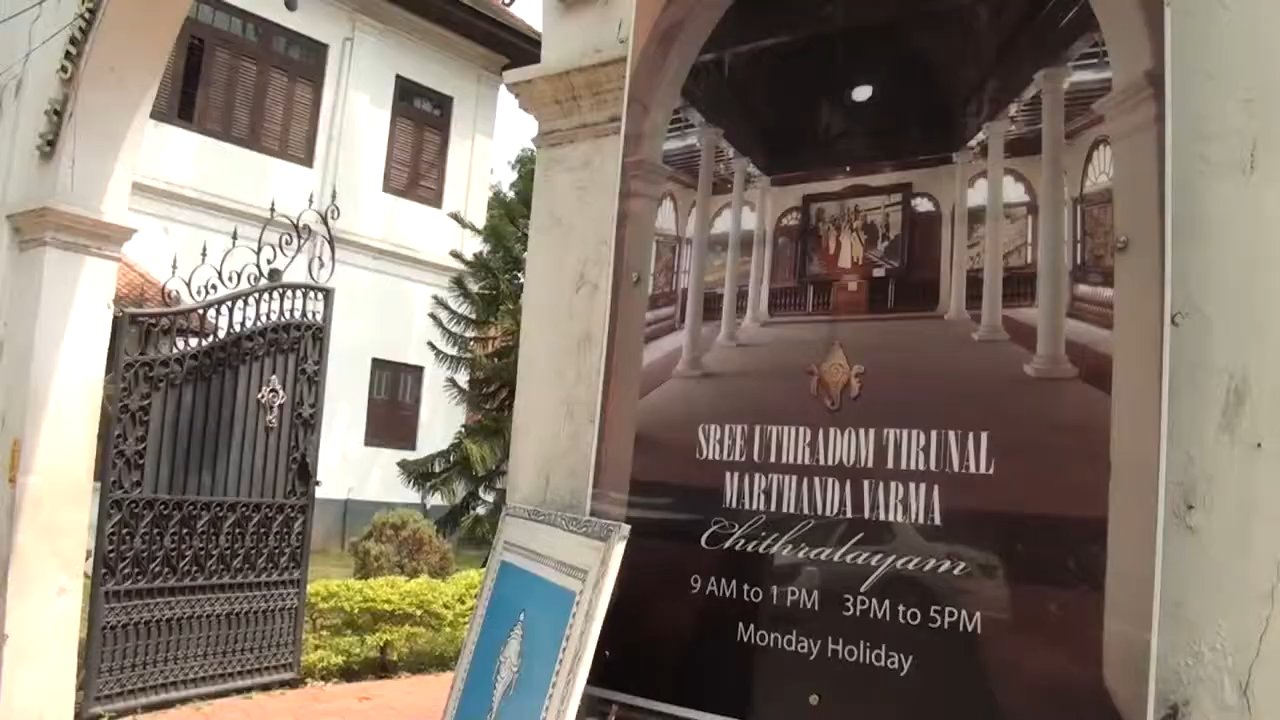 SREE UTHRADOM TIRUNAL
MARTHANDA VARMA
Chithralayam
9 AM to 1 PM 3PM to 5PM
Monday Holiday